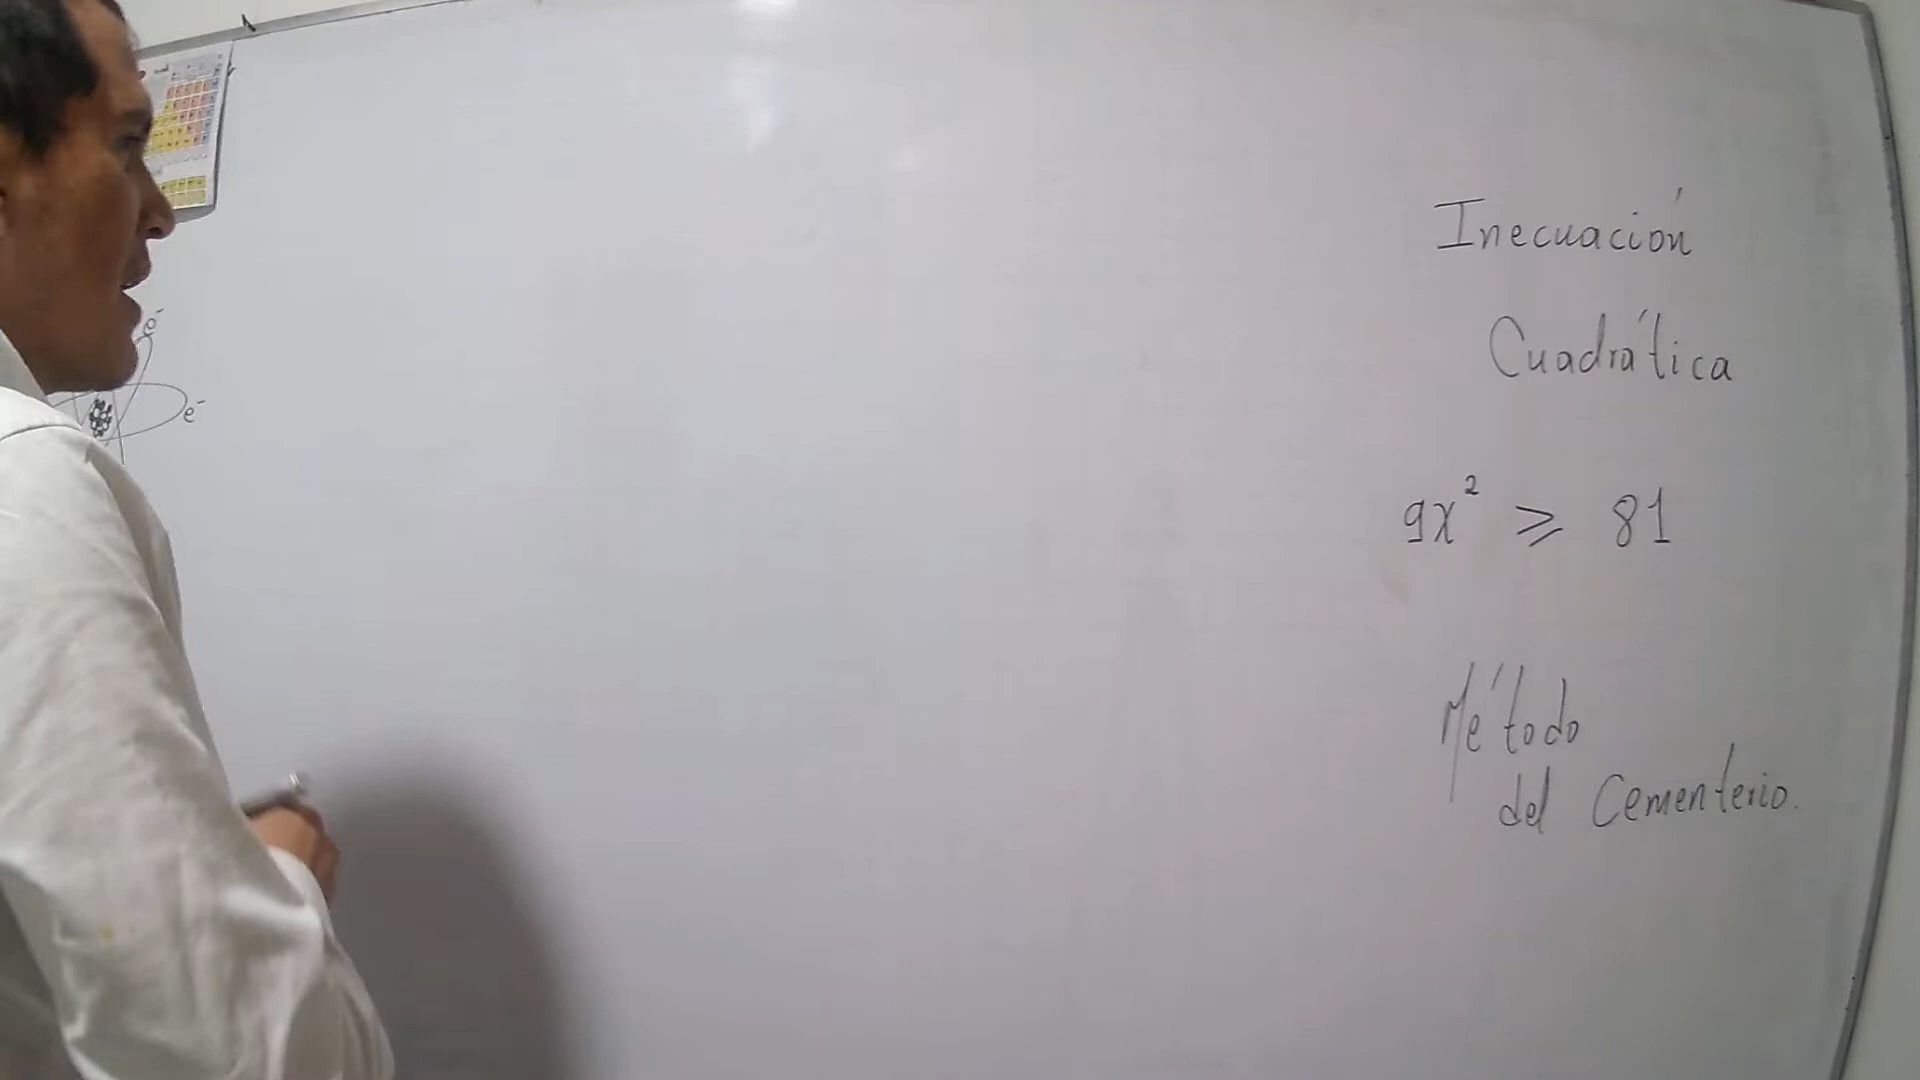 Inecuación
Cuadrática
9x² ≥ 81
Método
del Cementerio.
e⁻
e⁻